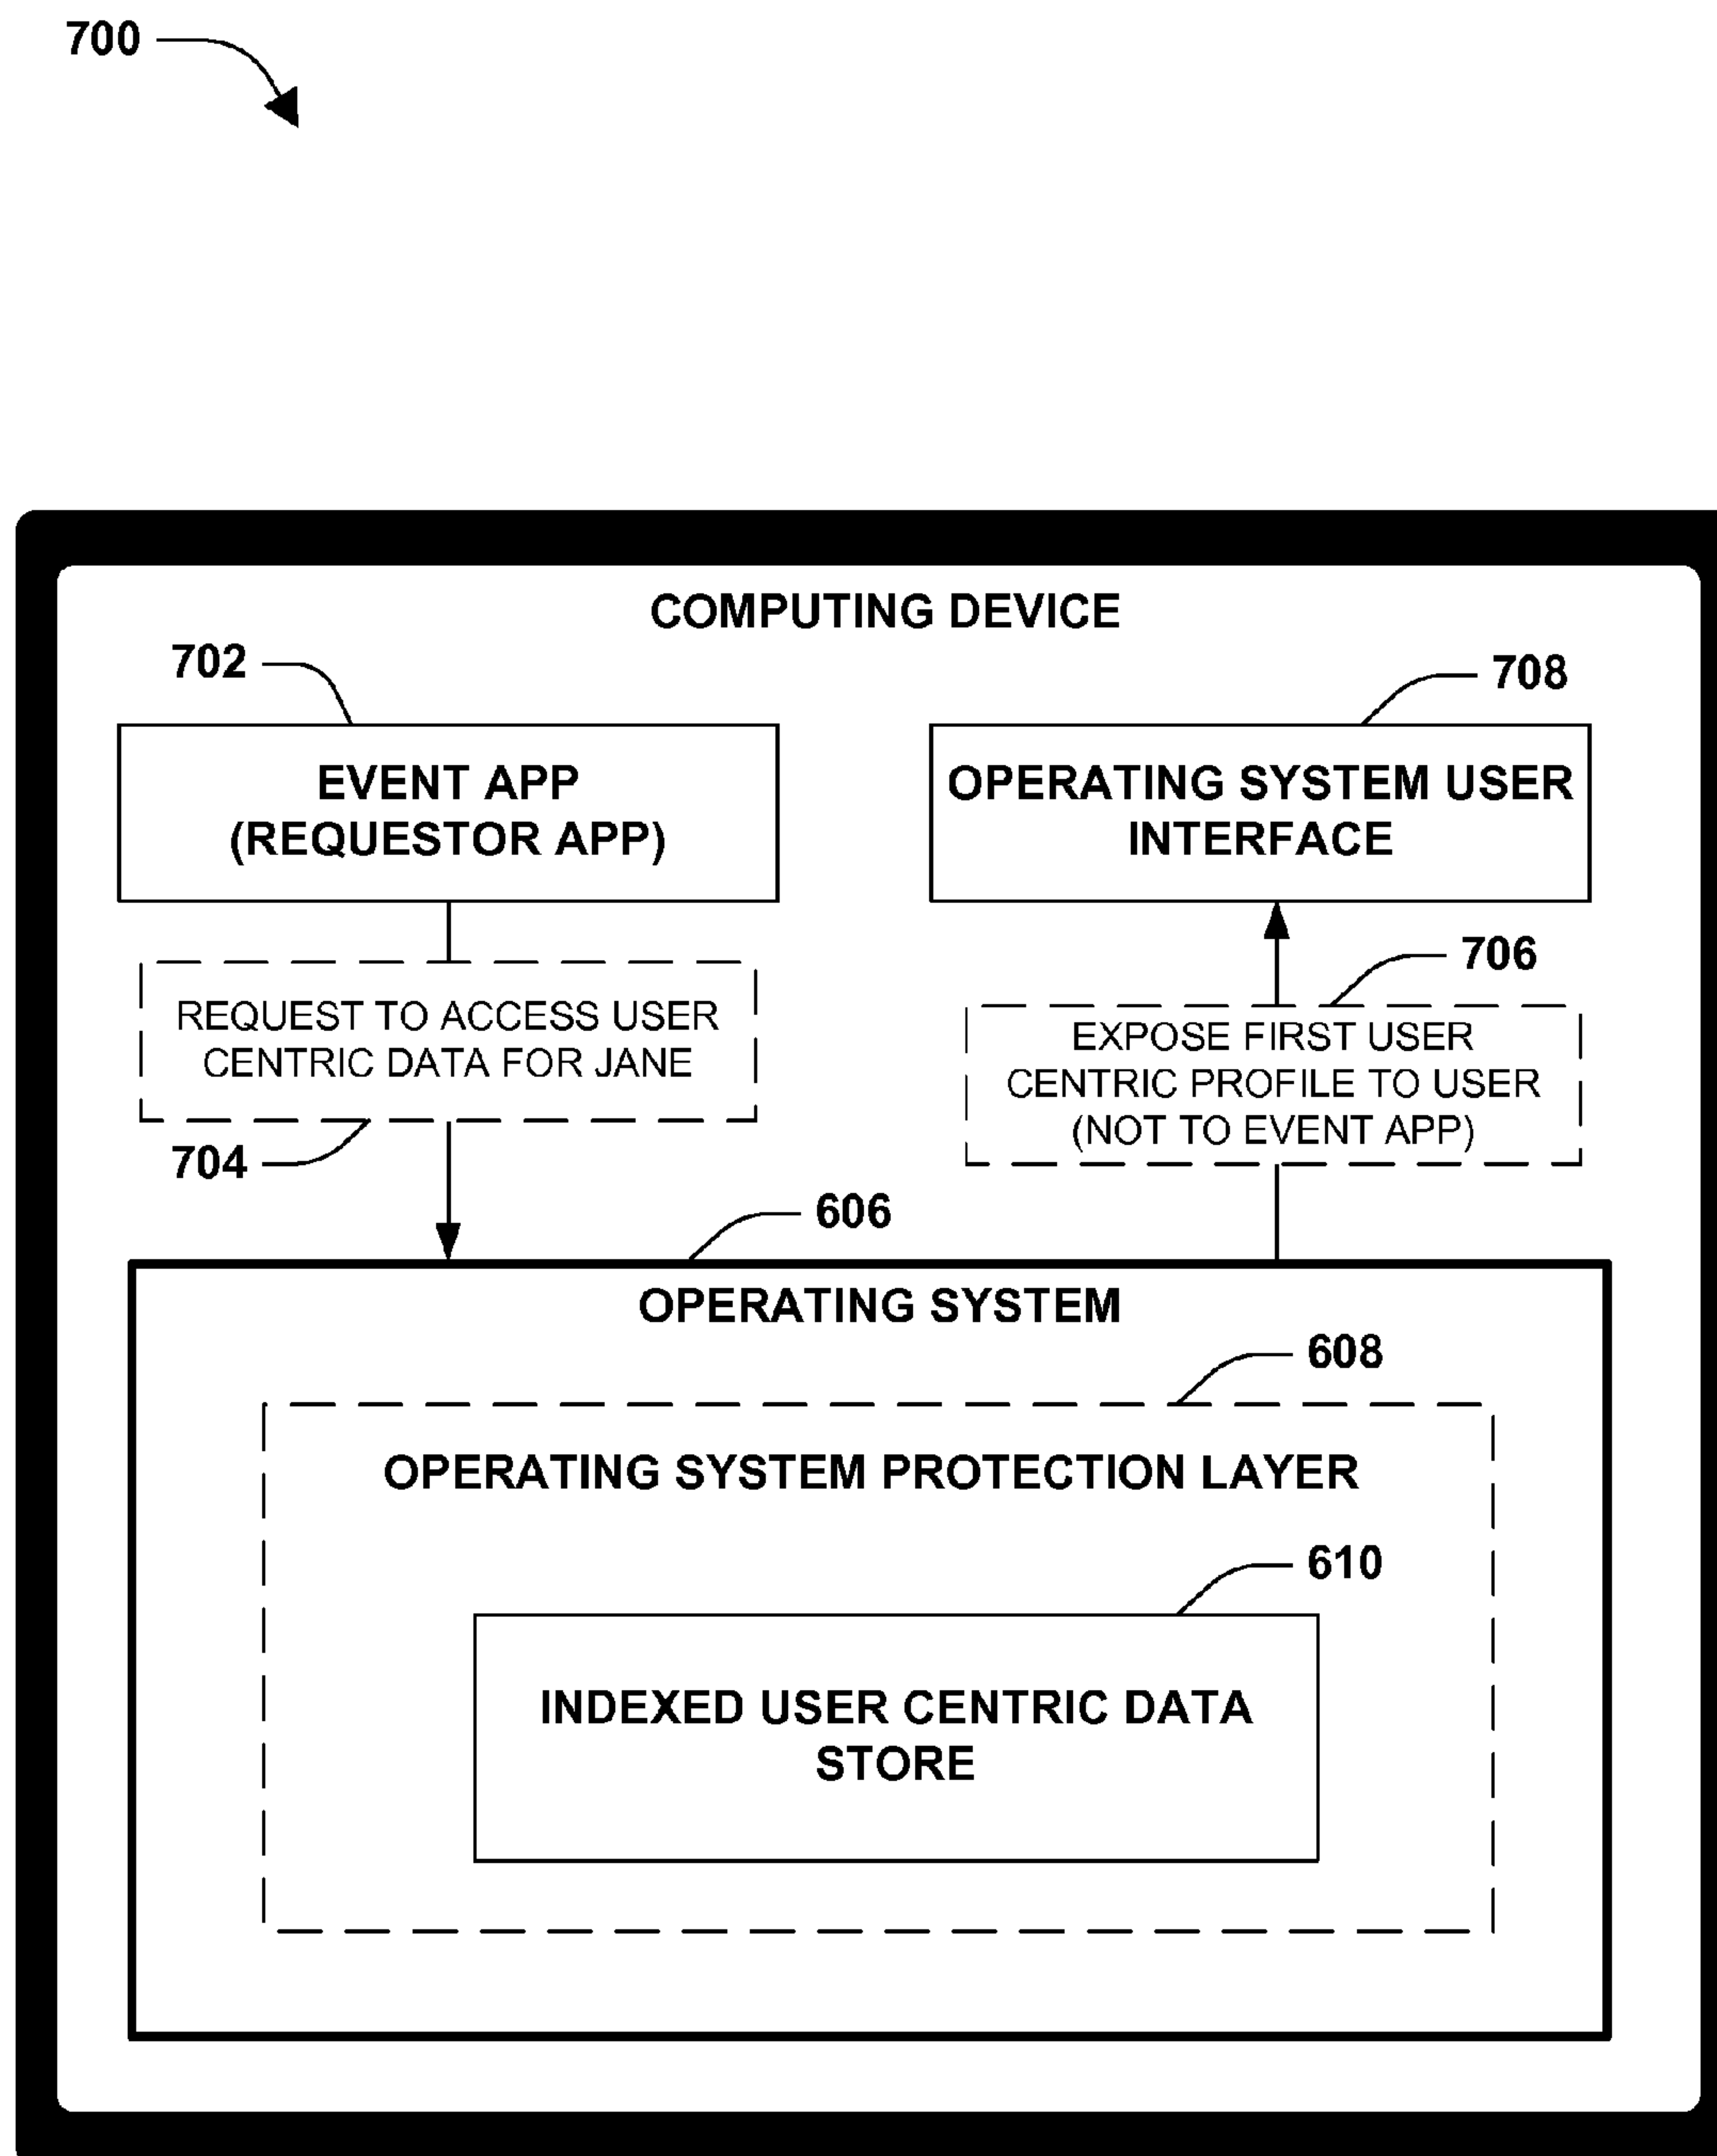 700
COMPUTING DEVICE
702
708
EVENT APP
(REQUESTOR APP)
OPERATING SYSTEM USER
INTERFACE
706
REQUEST TO ACCESS USER
CENTRIC DATA FOR JANE
EXPOSE FIRST USER
CENTRIC PROFILE TO USER
(NOT TO EVENT APP)
704
606
OPERATING SYSTEM
608
OPERATING SYSTEM PROTECTION LAYER
610
INDEXED USER CENTRIC DATA
STORE